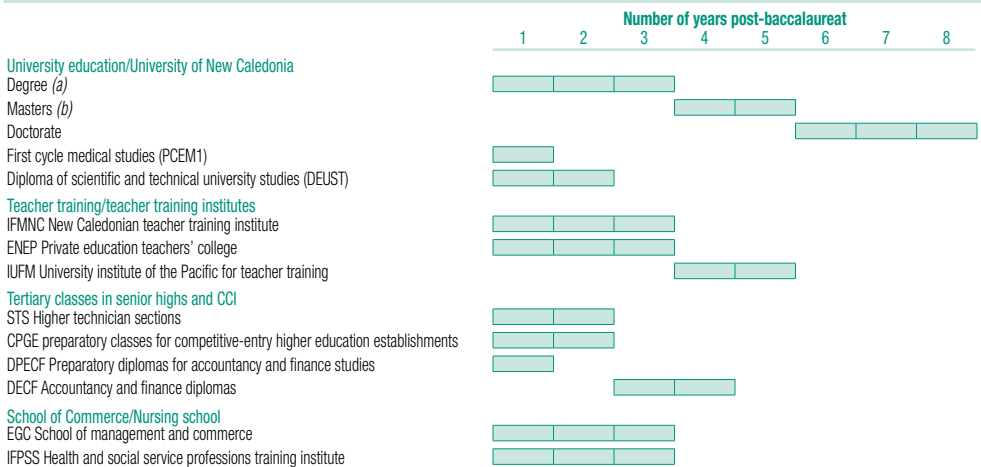 Number of years post-baccalaureat
1 2 3 4 5 6 7 8
University education/University of New Caledonia
Degree (a)
Masters (b)
Doctorate
First cycle medical studies (PCEM1)
Diploma of scientific and technical university studies (DEUST)
Teacher training/teacher training institutes
IFMNC New Caledonian teacher training institute
ENEP Private education teachers' college
IUFM University institute of the Pacific for teacher training
Tertiary classes in senior highs and CCI
STS Higher technician sections
CPGE preparatory classes for competitive-entry higher education establishments
DPECF Preparatory diplomas for accountancy and finance studies
DECF Accountancy and finance diplomas
School of Commerce/Nursing school
EGC School of management and commerce
IFPSS Health and social service professions training institute